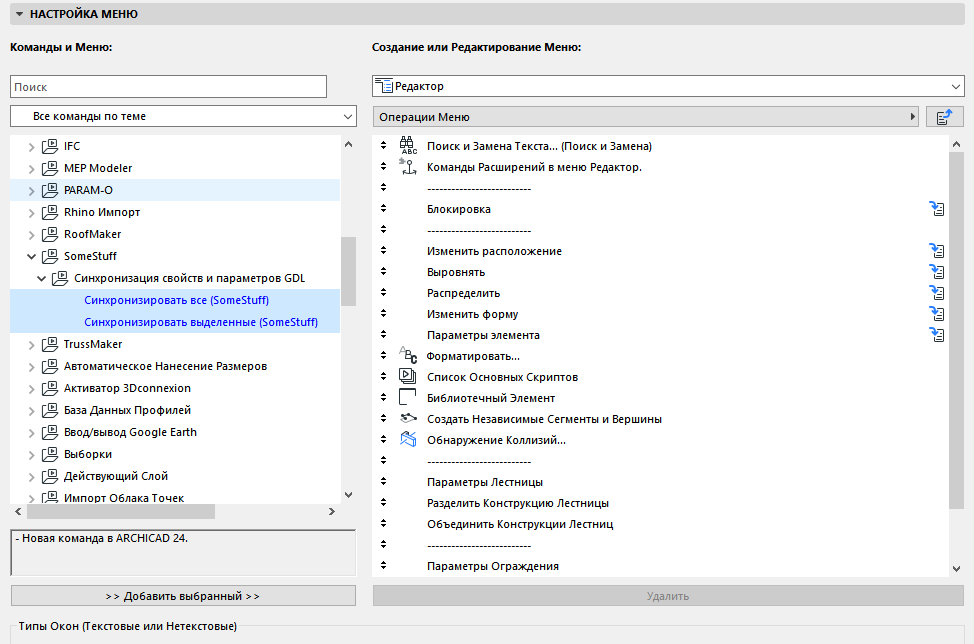 НАСТРОЙКА МЕНЮ
Команды и Меню:
Поиск
Все команды по теме
IFC
MEP Modeler
PARAM-O
Rhino Импорт
RoofMaker
SomeStuff
Синхронизация свойств и параметров GDL
Синхронизировать все (SomeStuff)
Синхронизировать выделенные (SomeStuff)
TrussMaker
Автоматическое Нанесение Размеров
Активатор 3Dconnexion
База Данных Профилей
Ввод/вывод Google Earth
Выборки
Действующий Слой
Импорт Облака Точек
- Новая команда в ARCHICAD 24.
>> Добавить выбранный >>
Создание или Редактирование Меню:
Редактор
Операции Меню
Поиск и Замена Текста... (Поиск и Замена)
Команды Расширений в меню Редактор.
--------------------------
Блокировка
--------------------------
Изменить расположение
Выровнять
Распределить
Изменить форму
Параметры элемента
Форматировать...
Список Основных Скриптов
Библиотечный Элемент
Создать Независимые Сегменты и Вершины
Обнаружение Коллизий...
--------------------------
Параметры Лестницы
Разделить Конструкцию Лестницы
Объединить Конструкции Лестниц
--------------------------
Параметры Ограждения
Удалить
Типы Окон (Текстовые или Нетекстовые)